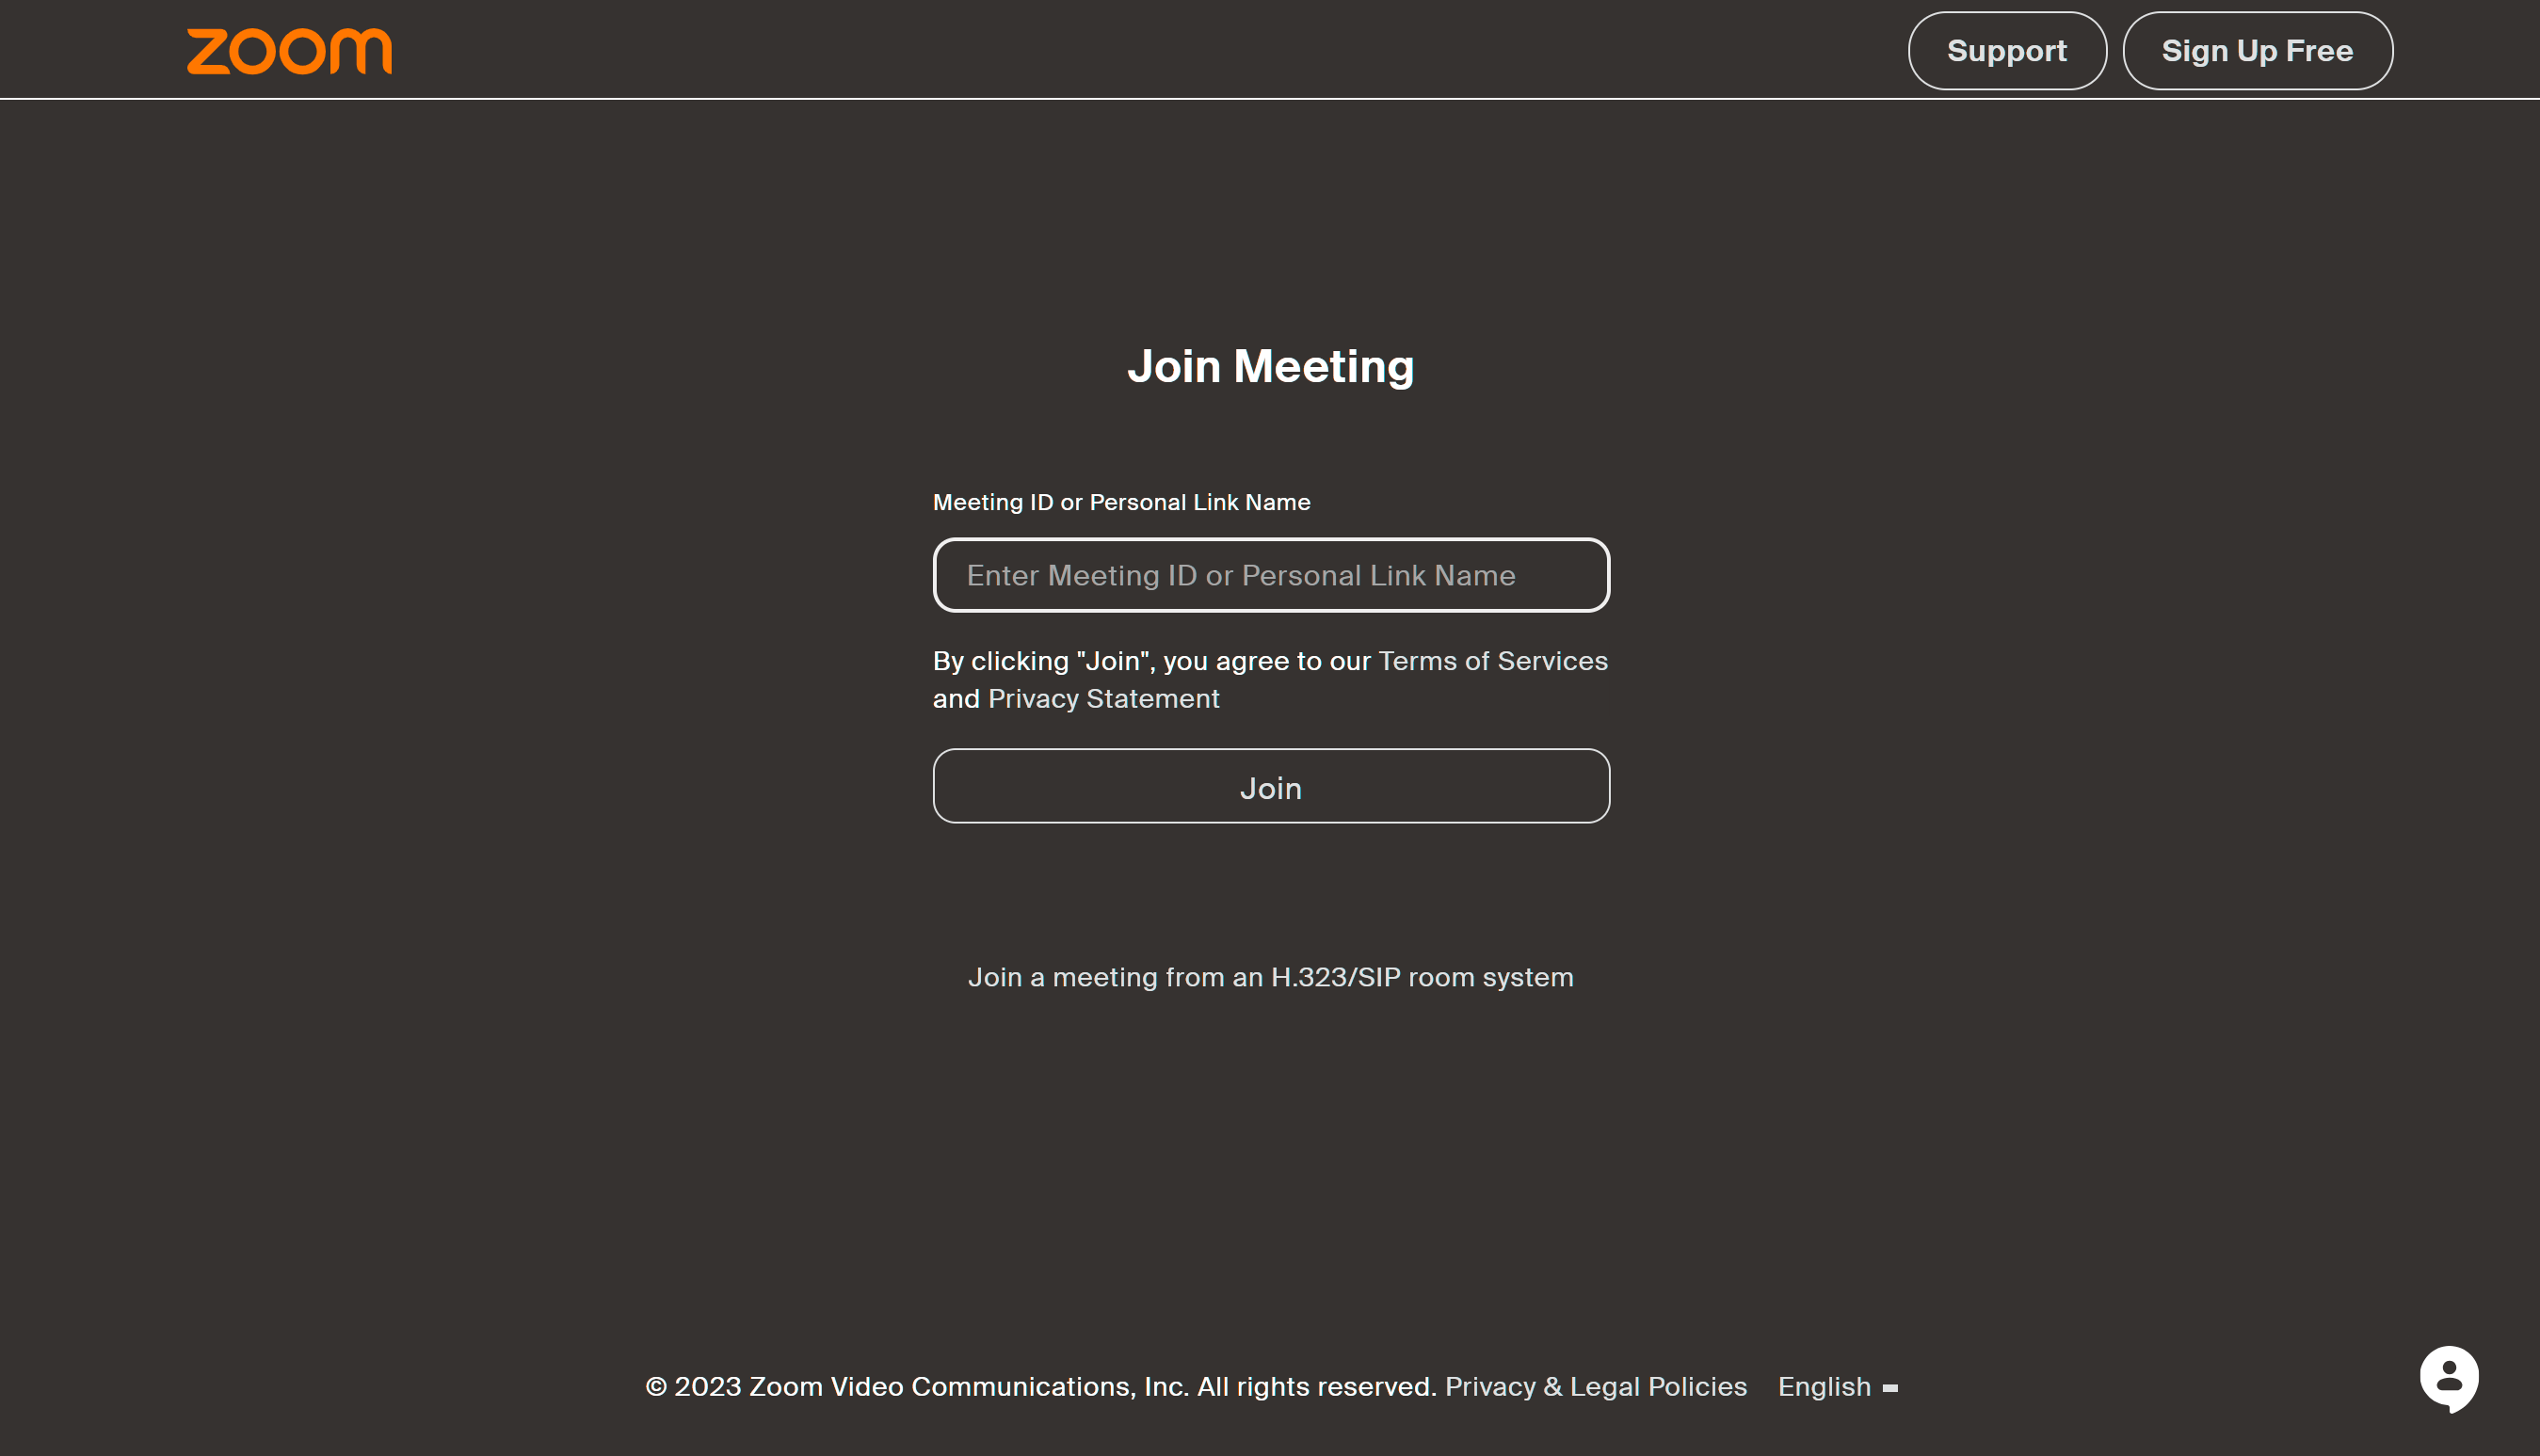 zoom
Support
Sign Up Free
Join Meeting
Meeting ID or Personal Link Name
Enter Meeting ID or Personal Link Name
By clicking "Join", you agree to our Terms of Services
and Privacy Statement
Join
Join a meeting from an H.323/SIP room system
© 2023 Zoom Video Communications, Inc. All rights reserved. Privacy & Legal Policies English